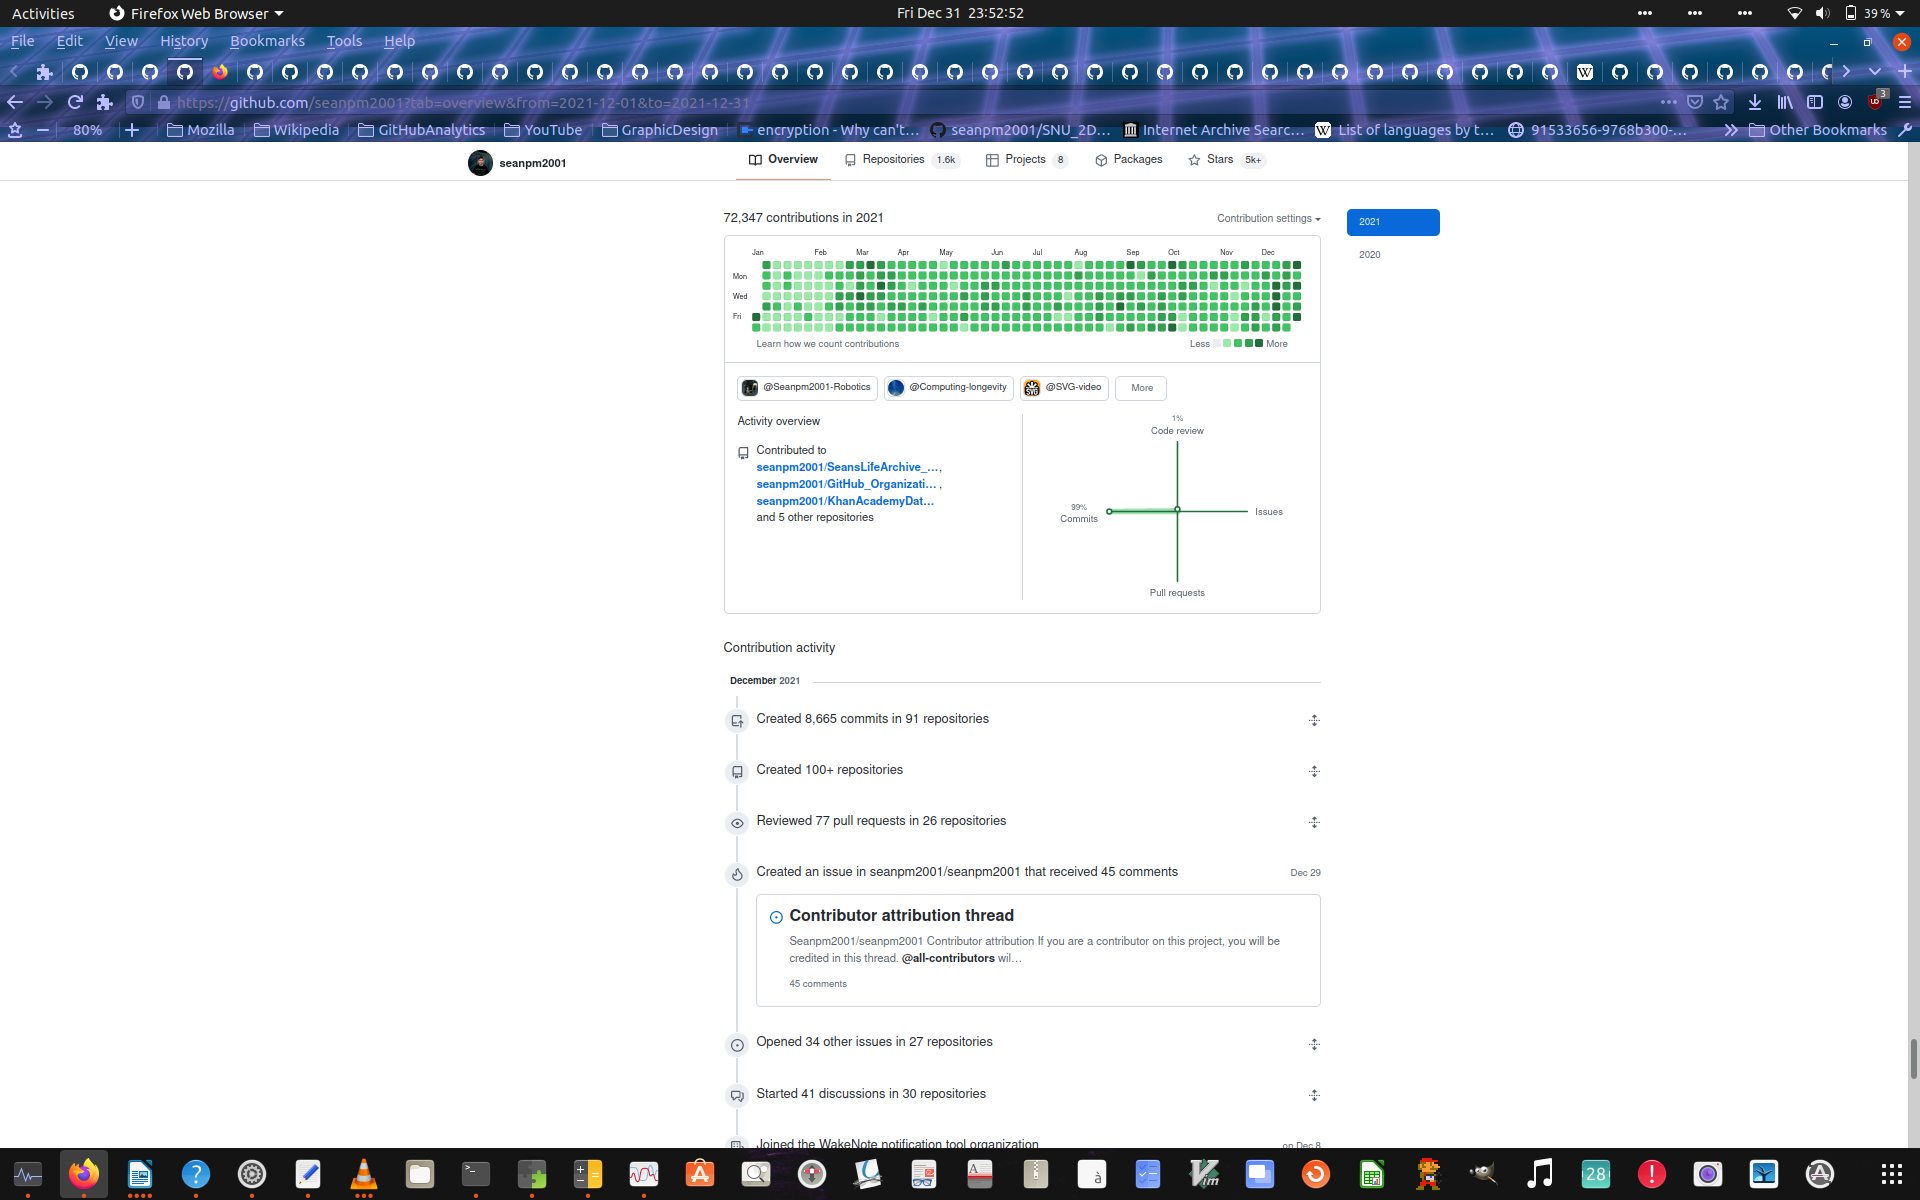 Activities
Firefox Web Browser
Fri Dec 31  23:52:52
39 %
File Edit View History Bookmarks Tools Help
https://github.com/seanpm2001?tab=overview&from=2021-12-01&to=2021-12-31
3
80%
Mozilla
Wikipedia
GitHubAnalytics
YouTube
GraphicDesign
encryption - Why can't…
seanpm2001/SNU_2D…
Internet Archive Searc…
List of languages by t…
91533656-9768b300-…
Other Bookmarks
seanpm2001
Overview
Repositories 1.6k
Projects 8
Packages
Stars 5k+
72,347 contributions in 2021
Contribution settings
2021
2020
Jan Feb Mar Apr May Jun Jul Aug Sep Oct Nov Dec
Mon
Wed
Fri
Learn how we count contributions
Less
More
@Seanpm2001-Robotics
@Computing-longevity
@SVG-video
More
Activity overview
Contributed to
seanpm2001/SeansLifeArchive_…,
seanpm2001/GitHub_Organizati… ,
seanpm2001/KhanAcademyDat…
and 5 other repositories
1%
Code review
99%
Commits
Issues
Pull requests
Contribution activity
December 2021
Created 8,665 commits in 91 repositories
Created 100+ repositories
Reviewed 77 pull requests in 26 repositories
Created an issue in seanpm2001/seanpm2001 that received 45 comments
Dec 29
Contributor attribution thread
Seanpm2001/seanpm2001 Contributor attribution If you are a contributor on this project, you will be
credited in this thread. @all-contributors wil…
45 comments
Opened 34 other issues in 27 repositories
Started 41 discussions in 30 repositories
Joined the WakeNote notification tool organization
on Dec 8
28